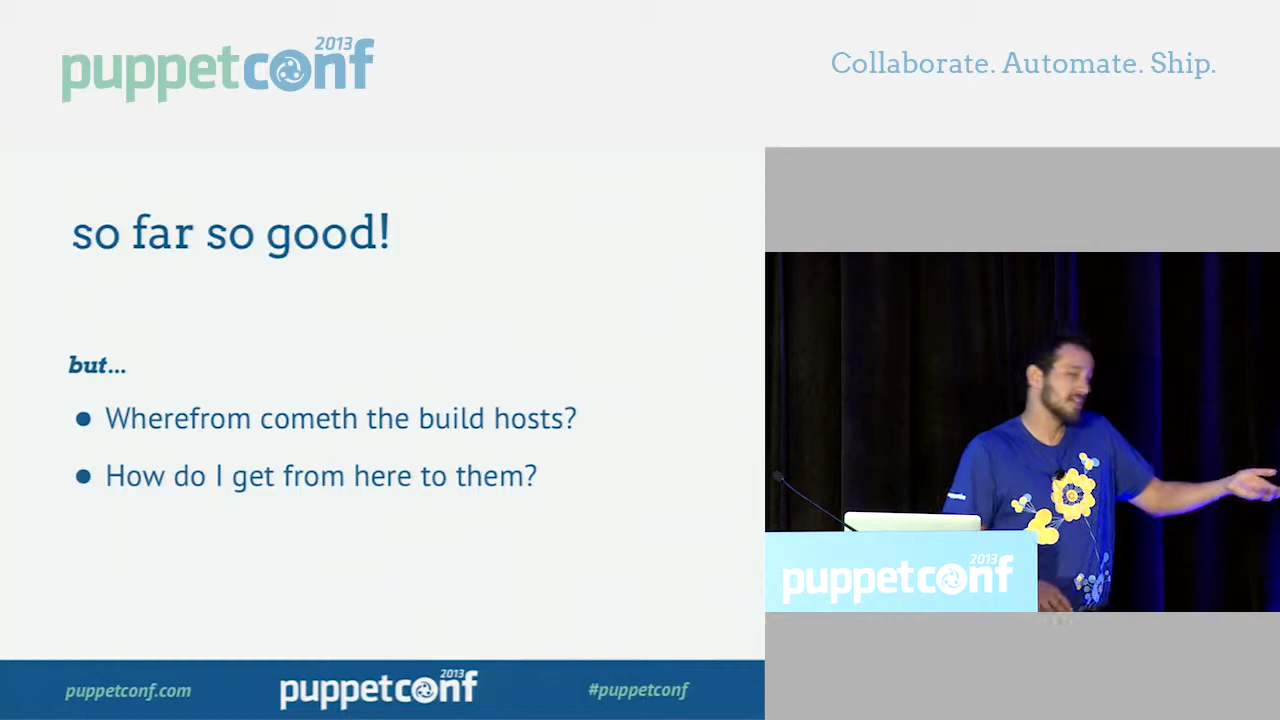 puppetconf 2013
Collaborate. Automate. Ship.
so far so good!
but...
● Wherefrom cometh the build hosts?
● How do I get from here to them?
puppetconf 2013
puppetconf.com
puppetconf 2013
#puppetconf